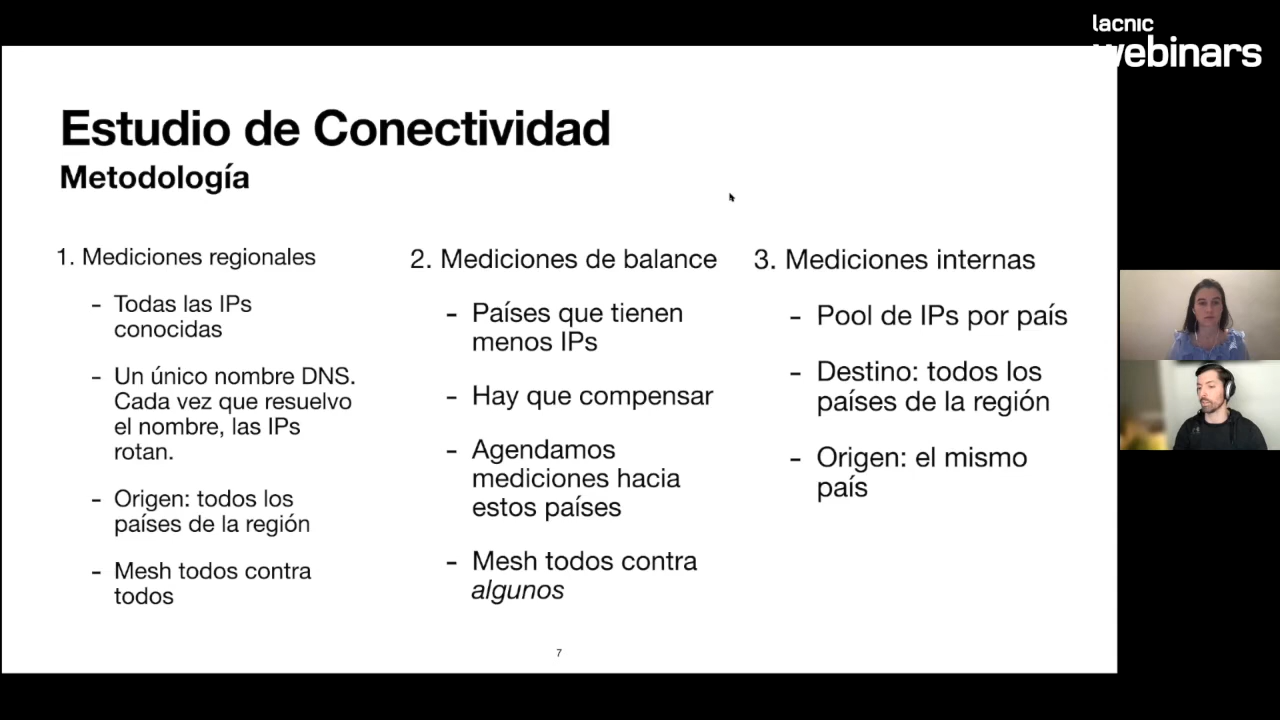 lacnic
webinars
Estudio de Conectividad
Metodología
1. Mediciones regionales
- Todas las IPs
conocidas
- Un único nombre DNS.
Cada vez que resuelvo
el nombre, las IPs
rotan.
- Origen: todos los
países de la región
- Mesh todos contra
todos
2. Mediciones de balance
- Países que tienen
menos IPs
- Hay que compensar
- Agendamos
mediciones hacia
estos países
- Mesh todos contra
algunos
3. Mediciones internas
- Pool de IPs por país
- Destino: todos los
países de la región
- Origen: el mismo
país
7